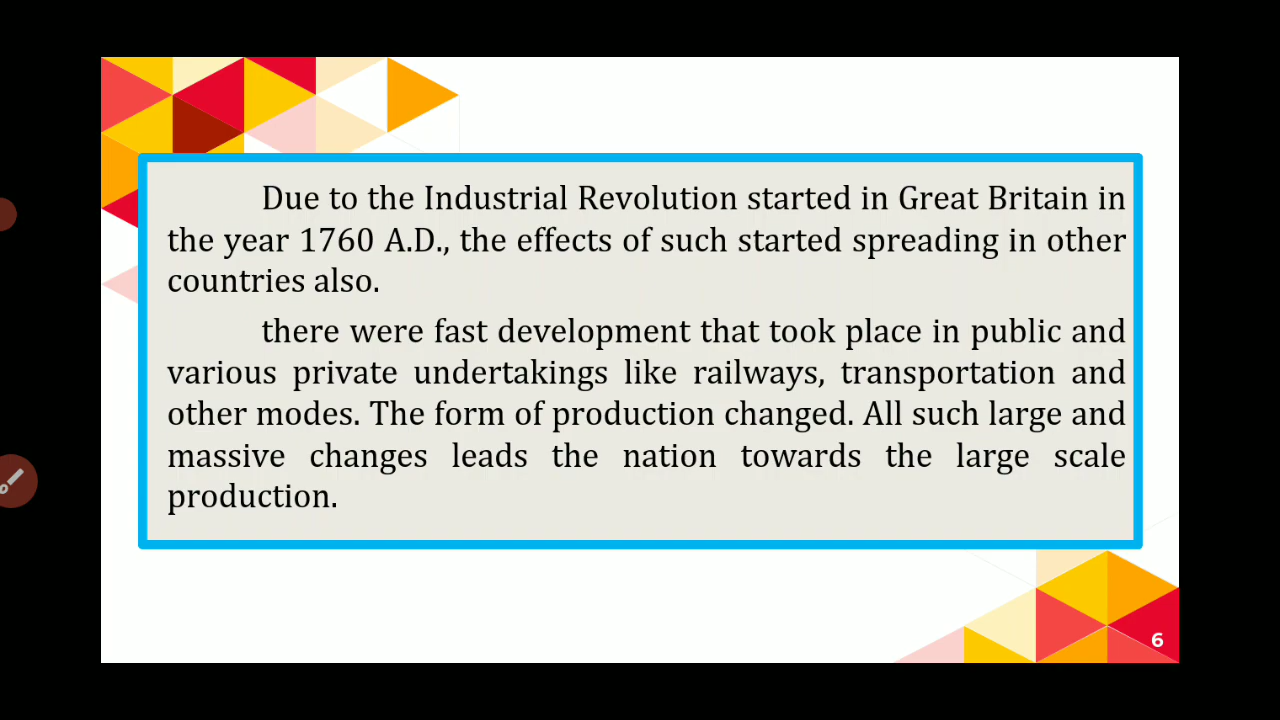 Due to the Industrial Revolution started in Great Britain in
the year 1760 A.D., the effects of such started spreading in other
countries also.
there were fast development that took place in public and
various private undertakings like railways, transportation and
other modes. The form of production changed. All such large and
massive changes leads the nation towards the large scale
production.
6